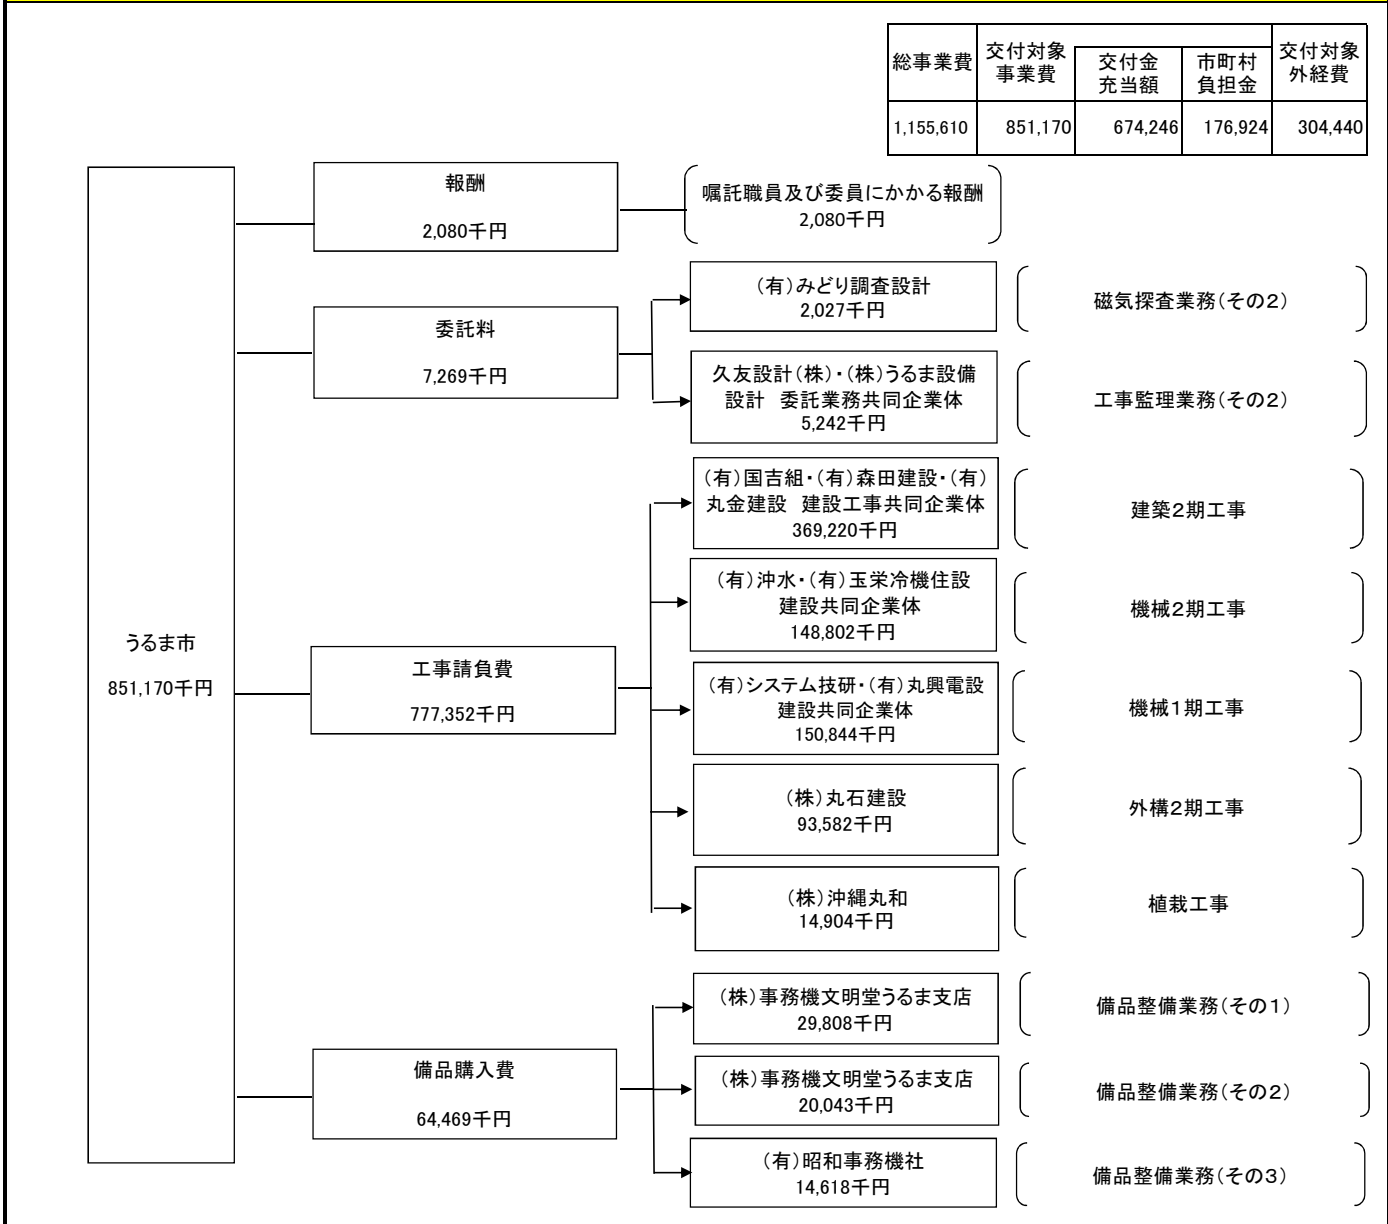 総事業費
交付対象
事業費
交付金
充当額
市町村
負担金
交付対象
外経費
1,155,610
851,170
674,246
176,924
304,440
うるま市
851,170千円
報酬
2,080千円
嘱託職員及び委員にかかる報酬
2,080千円
委託料
7,269千円
(有)みどり調査設計
2,027千円
磁気探査業務(その2)
久友設計(株)・(株)うるま設備
設計　委託業務共同企業体
5,242千円
工事監理業務(その2)
工事請負費
777,352千円
(有)国吉組・(有)森田建設・(有)
丸金建設　建設工事共同企業体
369,220千円
建築2期工事
(有)沖水・(有)玉栄冷機住設
建設共同企業体
148,802千円
機械2期工事
(有)システム技研・(有)丸興電設
建設共同企業体
150,844千円
機械1期工事
(株)丸石建設
93,582千円
外構2期工事
(株)沖縄丸和
14,904千円
植栽工事
備品購入費
64,469千円
(株)事務機文明堂うるま支店
29,808千円
備品整備業務(その1)
(株)事務機文明堂うるま支店
20,043千円
備品整備業務(その2)
(有)昭和事務機社
14,618千円
備品整備業務(その3)